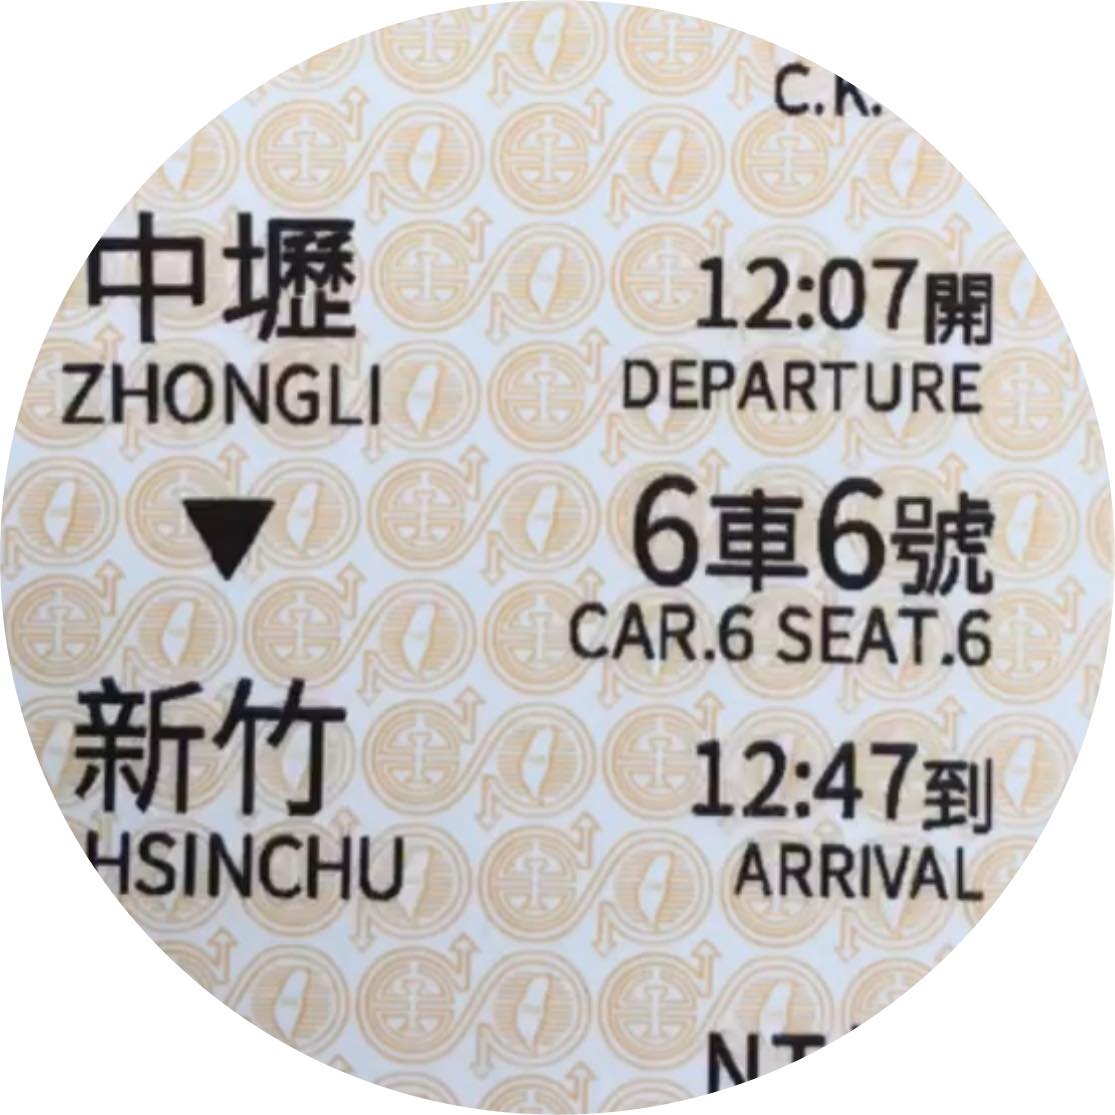 C.K.
中壢
12:07開
ZHONGLI
DEPARTURE
▼
6車6號
CAR.6 SEAT.6
新竹
12:47到
HSINCHU
ARRIVAL
NT